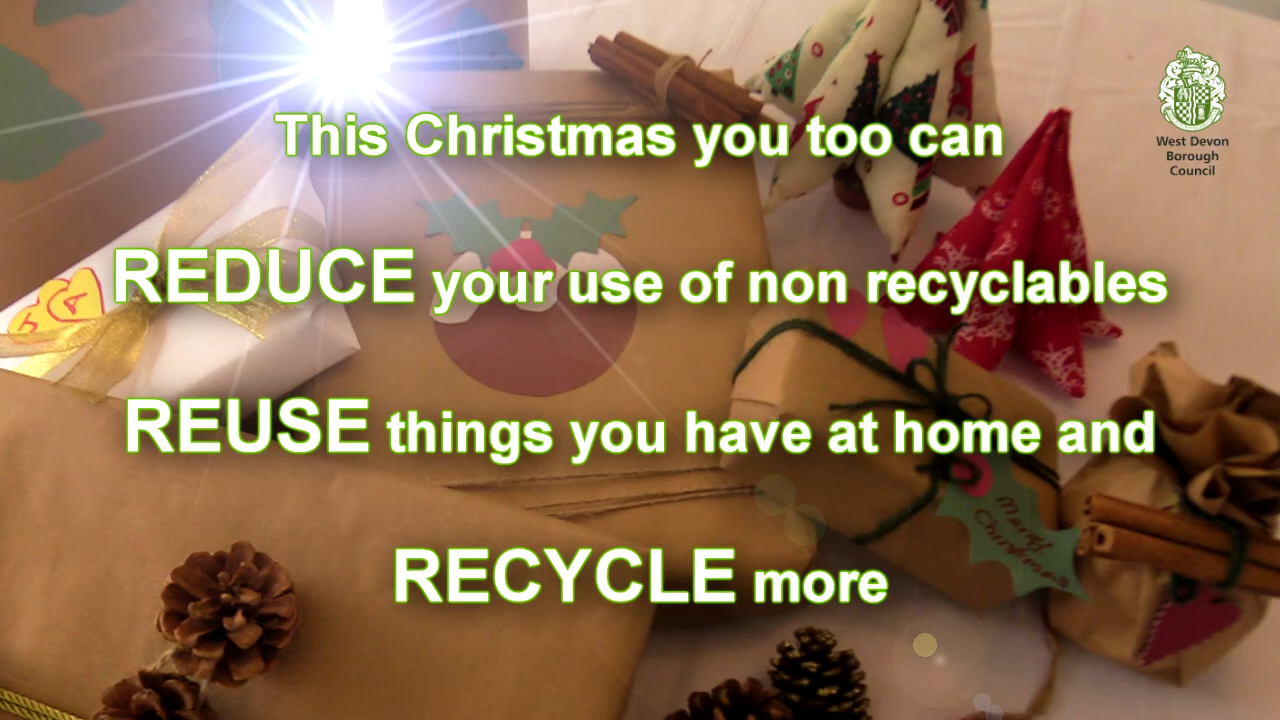 This Christmas you too can
REDUCE your use of non recyclables
REUSE things you have at home and
RECYCLE more
West Devon
Borough
Council
Merry
Christmas
A